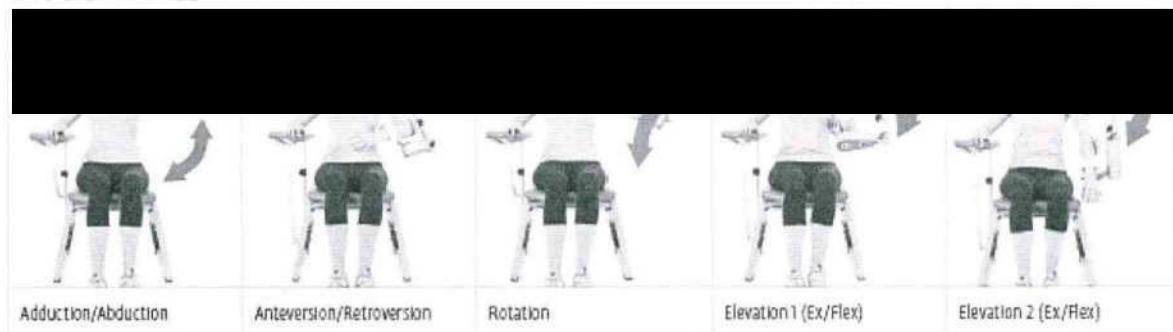 Adduction/Abduction
Anteversion/Retroversion
Rotation
Elevation 1 (Ex/Flex)
Elevation 2 (Ex/Flex)